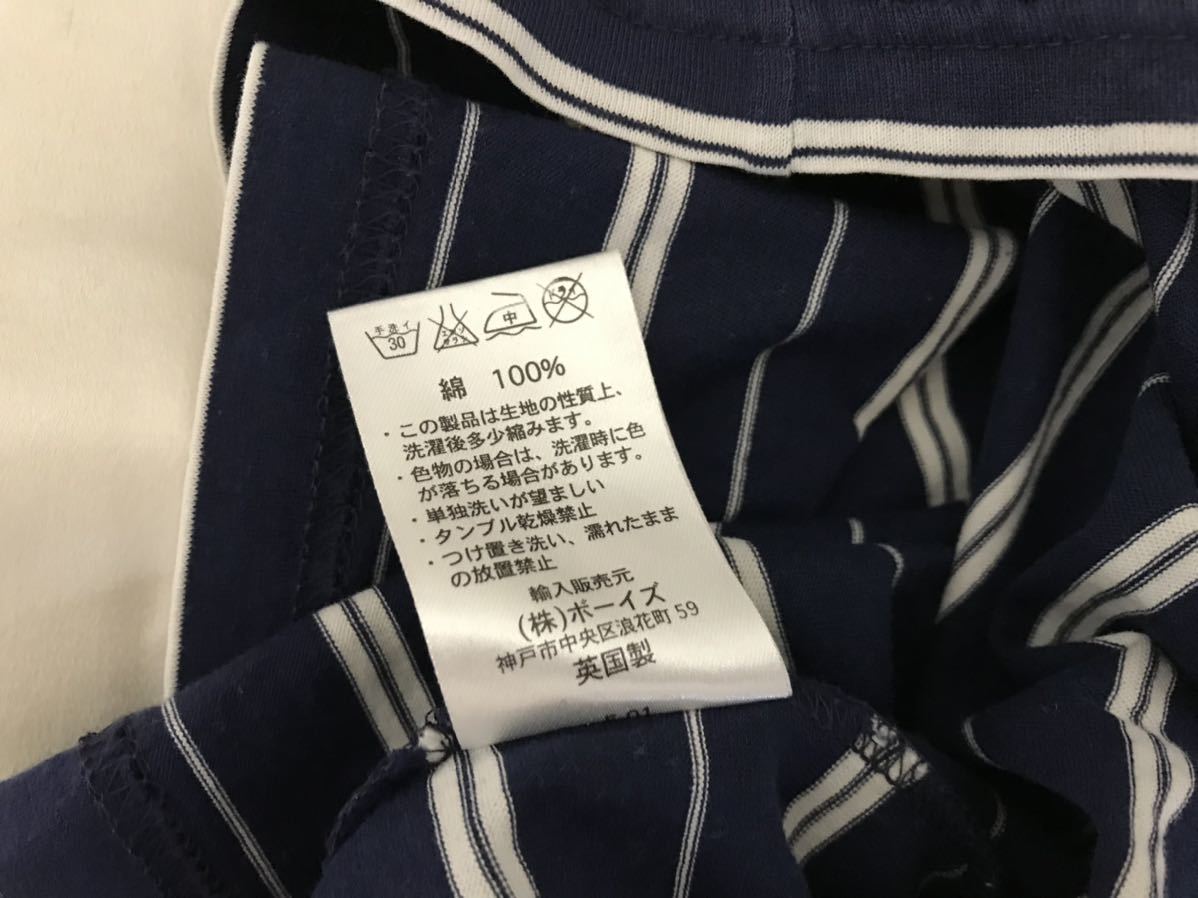 手洗イ
30
中
綿 100%
・この製品は生地の性質上、
洗濯後多少縮みます。
・色物の場合は、洗濯時に色
が落ちる場合があります。
・単独洗いが望ましい
・タンブル乾燥禁止
・つけ置き洗い、濡れたまま
の放置禁止
輸入販売元
(株)ボーイズ
神戸市中央区浪花町 59
英国製